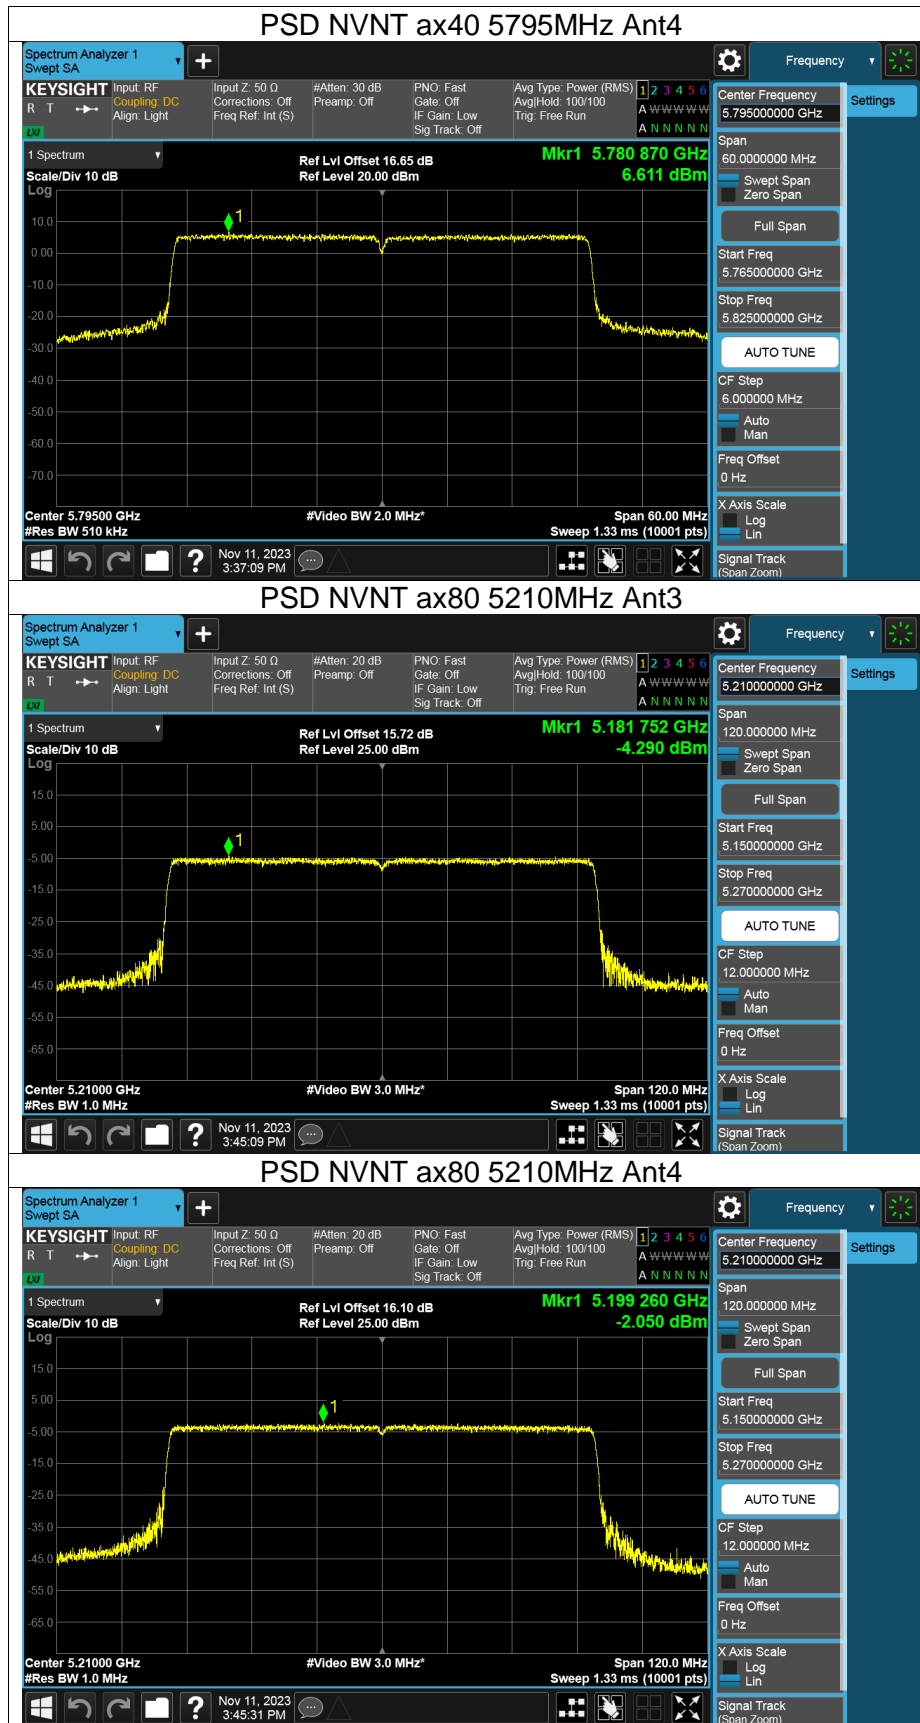 PSD NVNT ax40 5795MHz Ant4
Spectrum Analyzer 1
Swept SA
Frequency
KEYSIGHT
R T
LXI
Input: RF
Coupling: DC
Align: Light
Input Z: 50 Ω
Corrections: Off
Freq Ref: Int (S)
#Atten: 30 dB
Preamp: Off
PNO: Fast
Gate: Off
IF Gain: Low
Sig Track: Off
Avg Type: Power (RMS)
Avg|Hold: 100/100
Trig: Free Run
1 2 3 4 5 6
A W W W W W
A N N N N N
1 Spectrum
Scale/Div 10 dB
Log
Ref Lvl Offset 16.65 dB
Ref Level 20.00 dBm
Mkr1 5.780 870 GHz
6.611 dBm
1
10.0
0.00
-10.0
-20.0
-30.0
-40.0
-50.0
-60.0
-70.0
Center 5.79500 GHz
#Res BW 510 kHz
#Video BW 2.0 MHz*
Span 60.00 MHz
Sweep 1.33 ms (10001 pts)
Nov 11, 2023
3:37:09 PM
Center Frequency
5.795000000 GHz
Settings
Span
60.0000000 MHz
Swept Span
Zero Span
Full Span
Start Freq
5.765000000 GHz
Stop Freq
5.825000000 GHz
AUTO TUNE
CF Step
6.000000 MHz
Auto
Man
Freq Offset
0 Hz
X Axis Scale
Log
Lin
Signal Track
(Span Zoom)
PSD NVNT ax80 5210MHz Ant3
Spectrum Analyzer 1
Swept SA
Frequency
KEYSIGHT
R T
LXI
Input: RF
Coupling: DC
Align: Light
Input Z: 50 Ω
Corrections: Off
Freq Ref: Int (S)
#Atten: 20 dB
Preamp: Off
PNO: Fast
Gate: Off
IF Gain: Low
Sig Track: Off
Avg Type: Power (RMS)
Avg|Hold: 100/100
Trig: Free Run
1 2 3 4 5 6
A W W W W W
A N N N N N
1 Spectrum
Scale/Div 10 dB
Log
Ref Lvl Offset 15.72 dB
Ref Level 25.00 dBm
Mkr1 5.181 752 GHz
-4.290 dBm
1
15.0
5.00
-5.00
-15.0
-25.0
-35.0
-45.0
-55.0
-65.0
Center 5.21000 GHz
#Res BW 1.0 MHz
#Video BW 3.0 MHz*
Span 120.0 MHz
Sweep 1.33 ms (10001 pts)
Nov 11, 2023
3:45:09 PM
Center Frequency
5.210000000 GHz
Settings
Span
120.000000 MHz
Swept Span
Zero Span
Full Span
Start Freq
5.150000000 GHz
Stop Freq
5.270000000 GHz
AUTO TUNE
CF Step
12.000000 MHz
Auto
Man
Freq Offset
0 Hz
X Axis Scale
Log
Lin
Signal Track
(Span Zoom)
PSD NVNT ax80 5210MHz Ant4
Spectrum Analyzer 1
Swept SA
Frequency
KEYSIGHT
R T
LXI
Input: RF
Coupling: DC
Align: Light
Input Z: 50 Ω
Corrections: Off
Freq Ref: Int (S)
#Atten: 20 dB
Preamp: Off
PNO: Fast
Gate: Off
IF Gain: Low
Sig Track: Off
Avg Type: Power (RMS)
Avg|Hold: 100/100
Trig: Free Run
1 2 3 4 5 6
A W W W W W
A N N N N N
1 Spectrum
Scale/Div 10 dB
Log
Ref Lvl Offset 16.10 dB
Ref Level 25.00 dBm
Mkr1 5.199 260 GHz
-2.050 dBm
1
15.0
5.00
-5.00
-15.0
-25.0
-35.0
-45.0
-55.0
-65.0
Center 5.21000 GHz
#Res BW 1.0 MHz
#Video BW 3.0 MHz*
Span 120.0 MHz
Sweep 1.33 ms (10001 pts)
Nov 11, 2023
3:45:31 PM
Center Frequency
5.210000000 GHz
Settings
Span
120.000000 MHz
Swept Span
Zero Span
Full Span
Start Freq
5.150000000 GHz
Stop Freq
5.270000000 GHz
AUTO TUNE
CF Step
12.000000 MHz
Auto
Man
Freq Offset
0 Hz
X Axis Scale
Log
Lin
Signal Track
(Span Zoom)